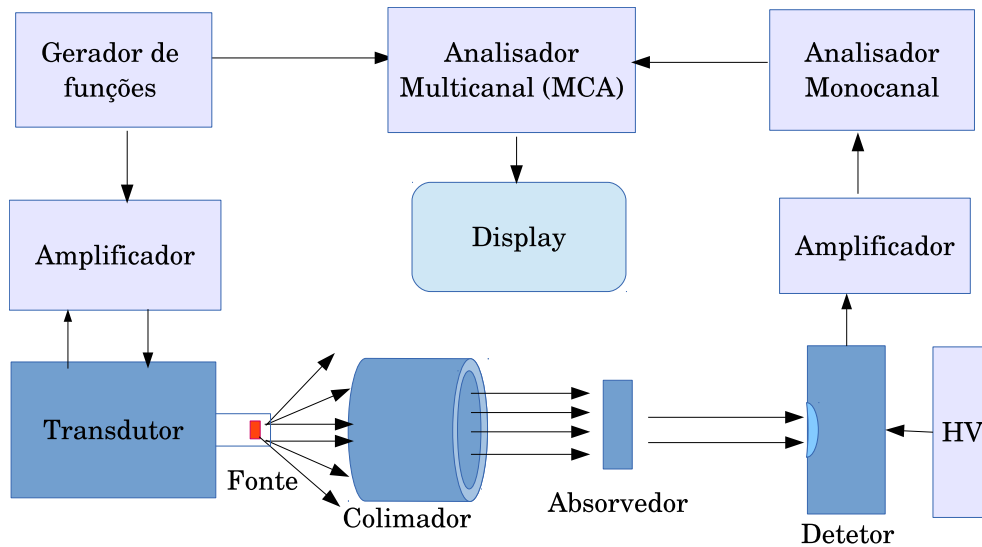 Gerador de
funções
Analisador
Multicanal (MCA)
Analisador
Monocanal
Amplificador
Display
Amplificador
Transdutor
Fonte
Colimador
Absorvedor
Detetor
HV